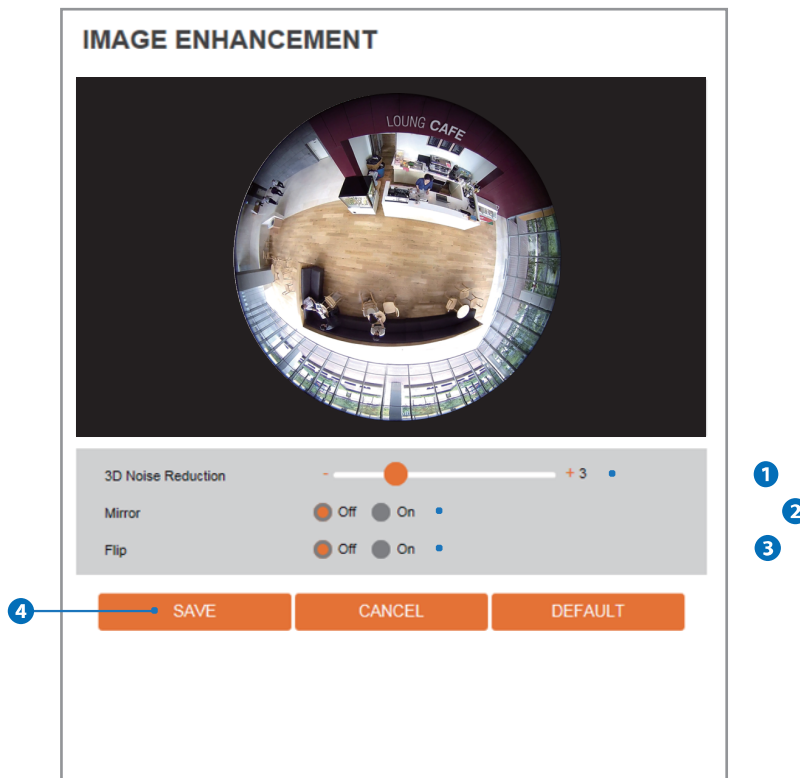 IMAGE ENHANCEMENT
LOUNG CAFE
3D Noise Reduction - + 3 1
Mirror Off On 2
Flip Off On 3
4 SAVE CANCEL DEFAULT